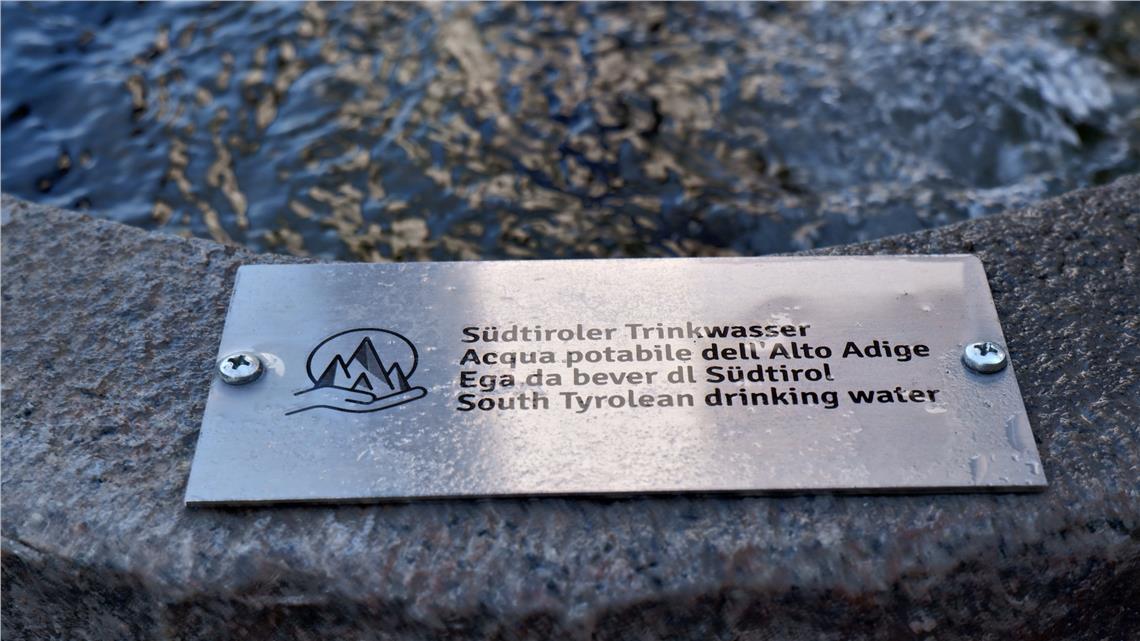 Südtiroler Trinkwasser
Acqua potabile dell'Alto Adige
Ega da bever dl Südtirol
South Tyrolean drinking water